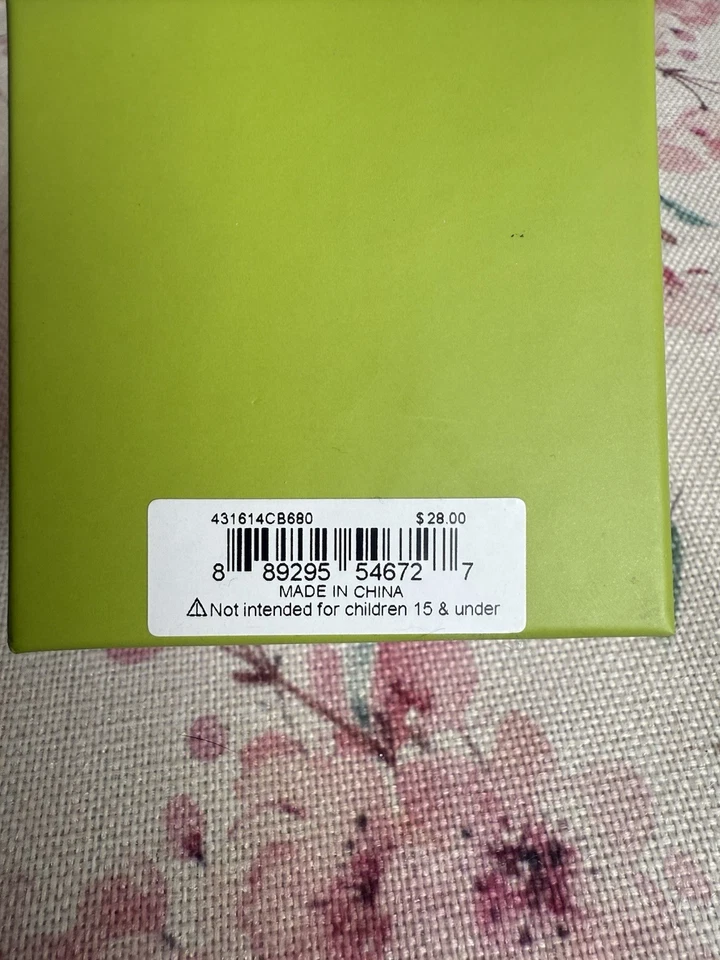 431614CB680 $28.00
8 89295 54672 7
MADE IN CHINA
⚠Not intended for children 15 & under